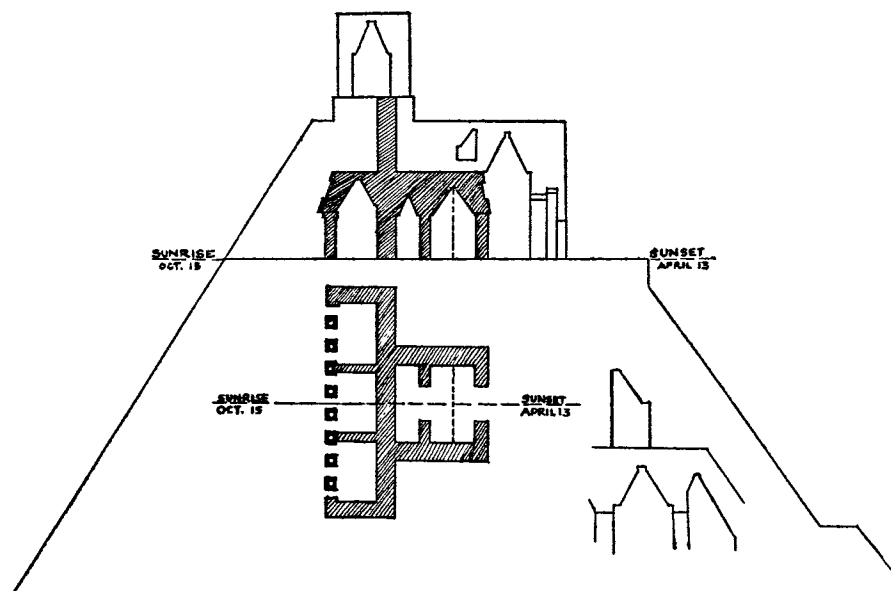 SUNRISE
OCT. 15
SUNSET
APRIL 13
SUNRISE
OCT. 15
SUNSET
APRIL 13